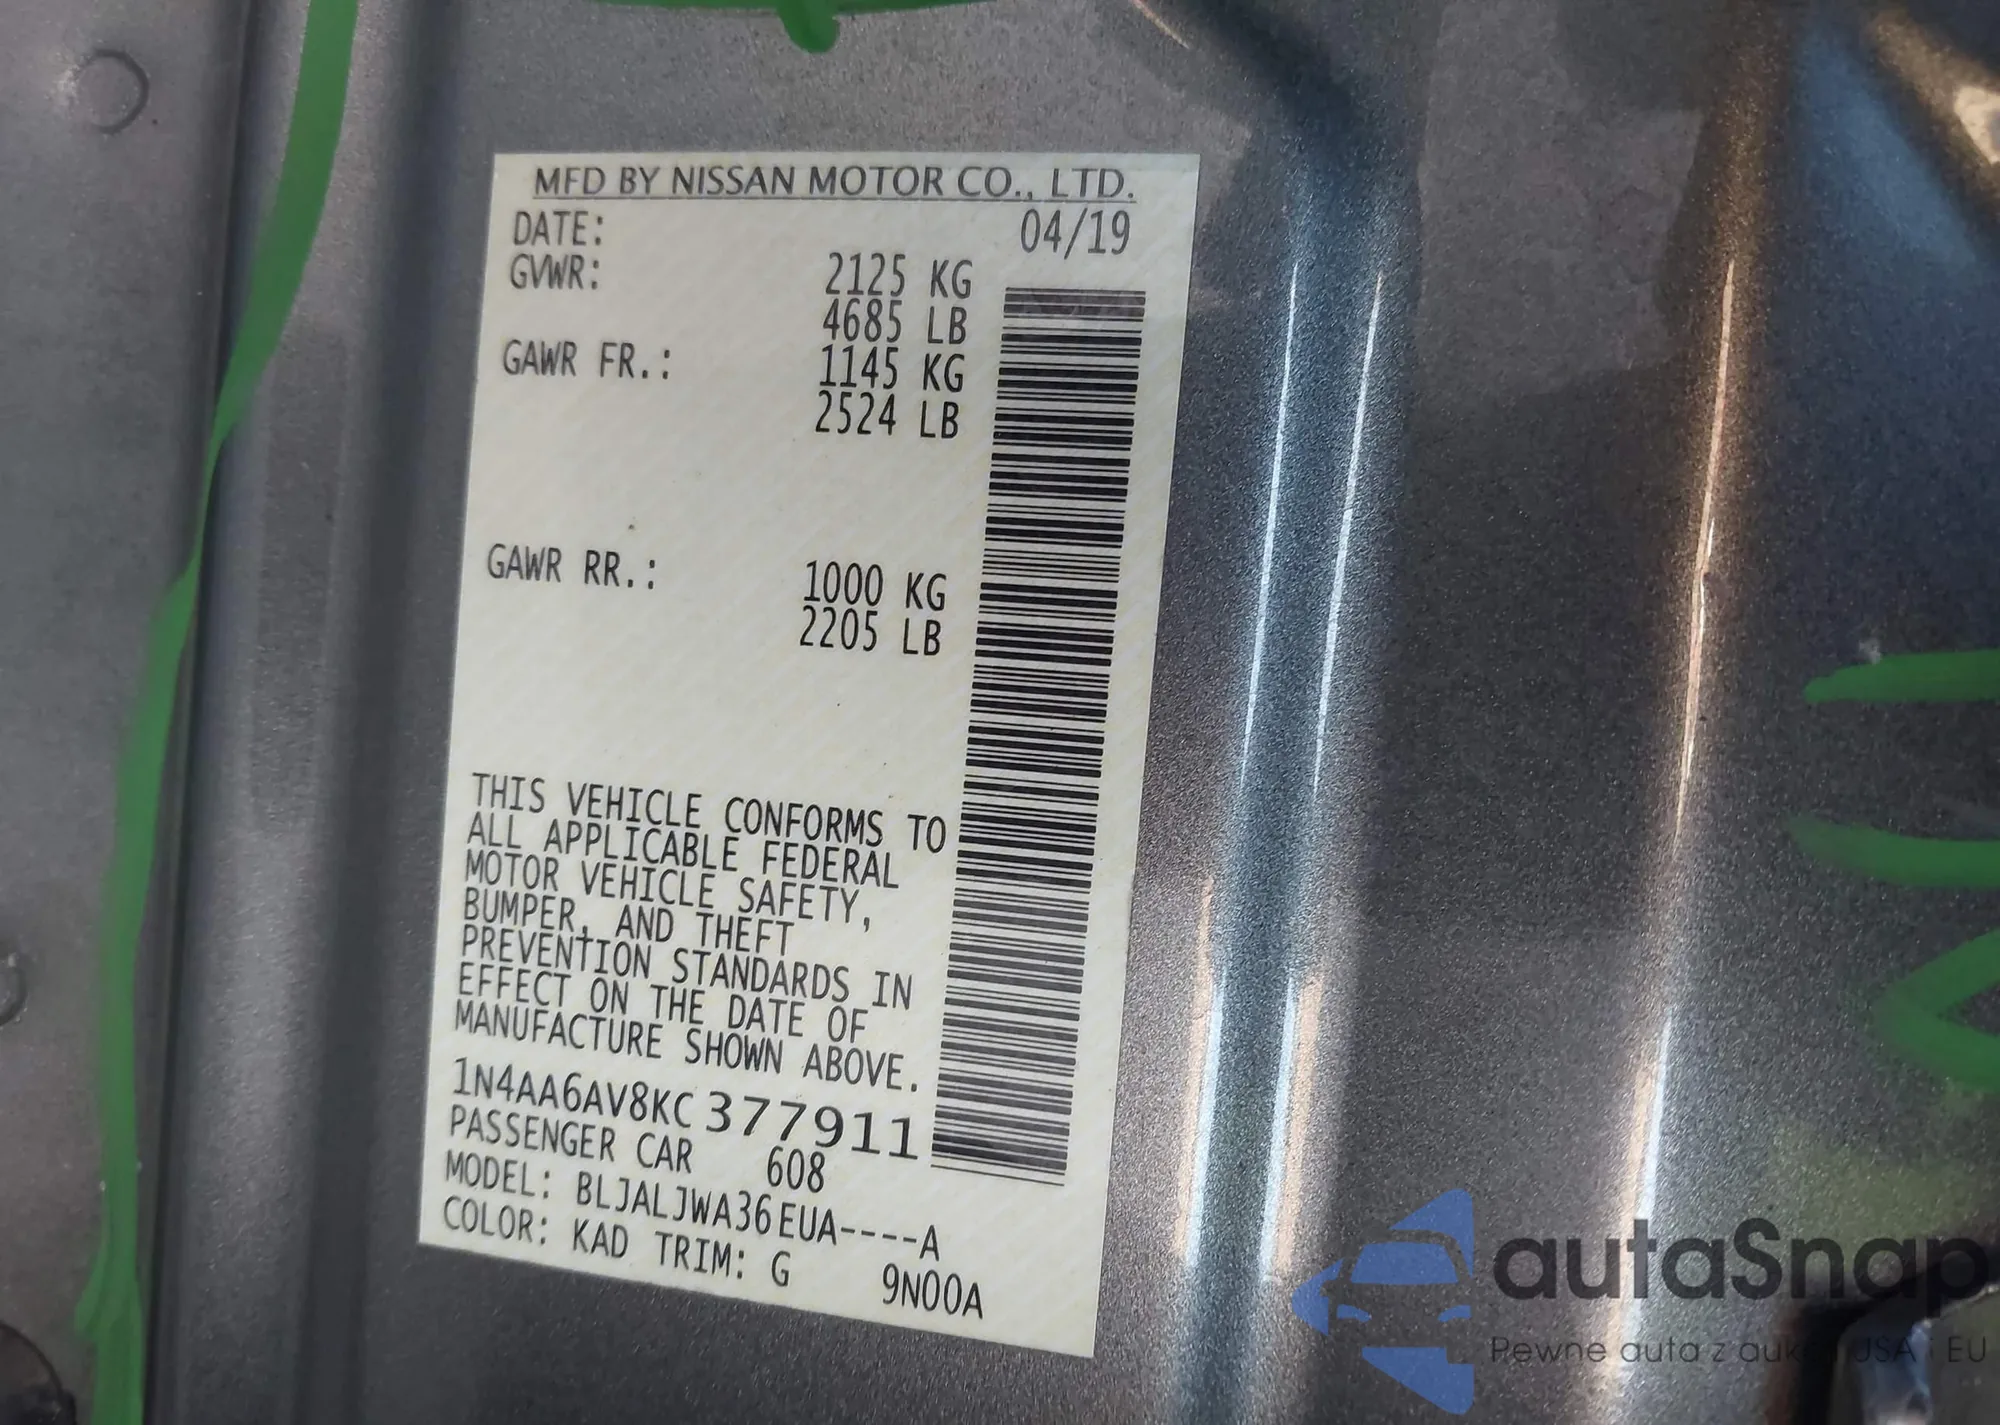 MFD BY NISSAN MOTOR CO., LTD.
DATE: 04/19
GVWR: 2125 KG
4685 LB
GAWR FR.: 1145 KG
2524 LB
GAWR RR.: 1000 KG
2205 LB
THIS VEHICLE CONFORMS TO
ALL APPLICABLE FEDERAL
MOTOR VEHICLE SAFETY,
BUMPER, AND THEFT
PREVENTION STANDARDS IN
EFFECT ON THE DATE OF
MANUFACTURE SHOWN ABOVE.
1N4AA6AV8KC377911
PASSENGER CAR 608
MODEL: BLJALJWA36EUA----A
COLOR: KAD TRIM: G 9N00A
autaSnap
Pewne auta z EU